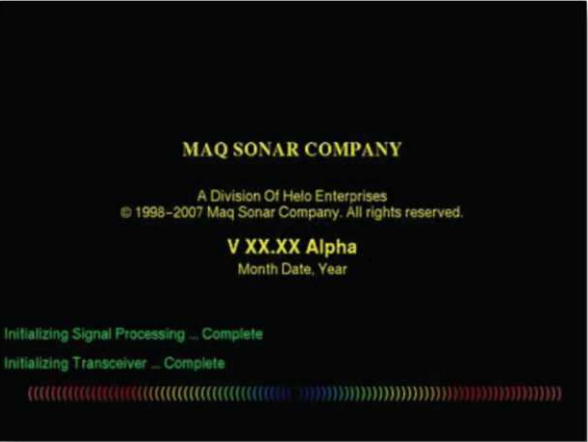 MAQ SONAR COMPANY
A Division Of Helo Enterprises
© 1998-2007 Maq Sonar Company. All rights reserved.
V XX.XX Alpha
Month Date, Year
Initializing Signal Processing ... Complete
Initializing Transceiver ... Complete